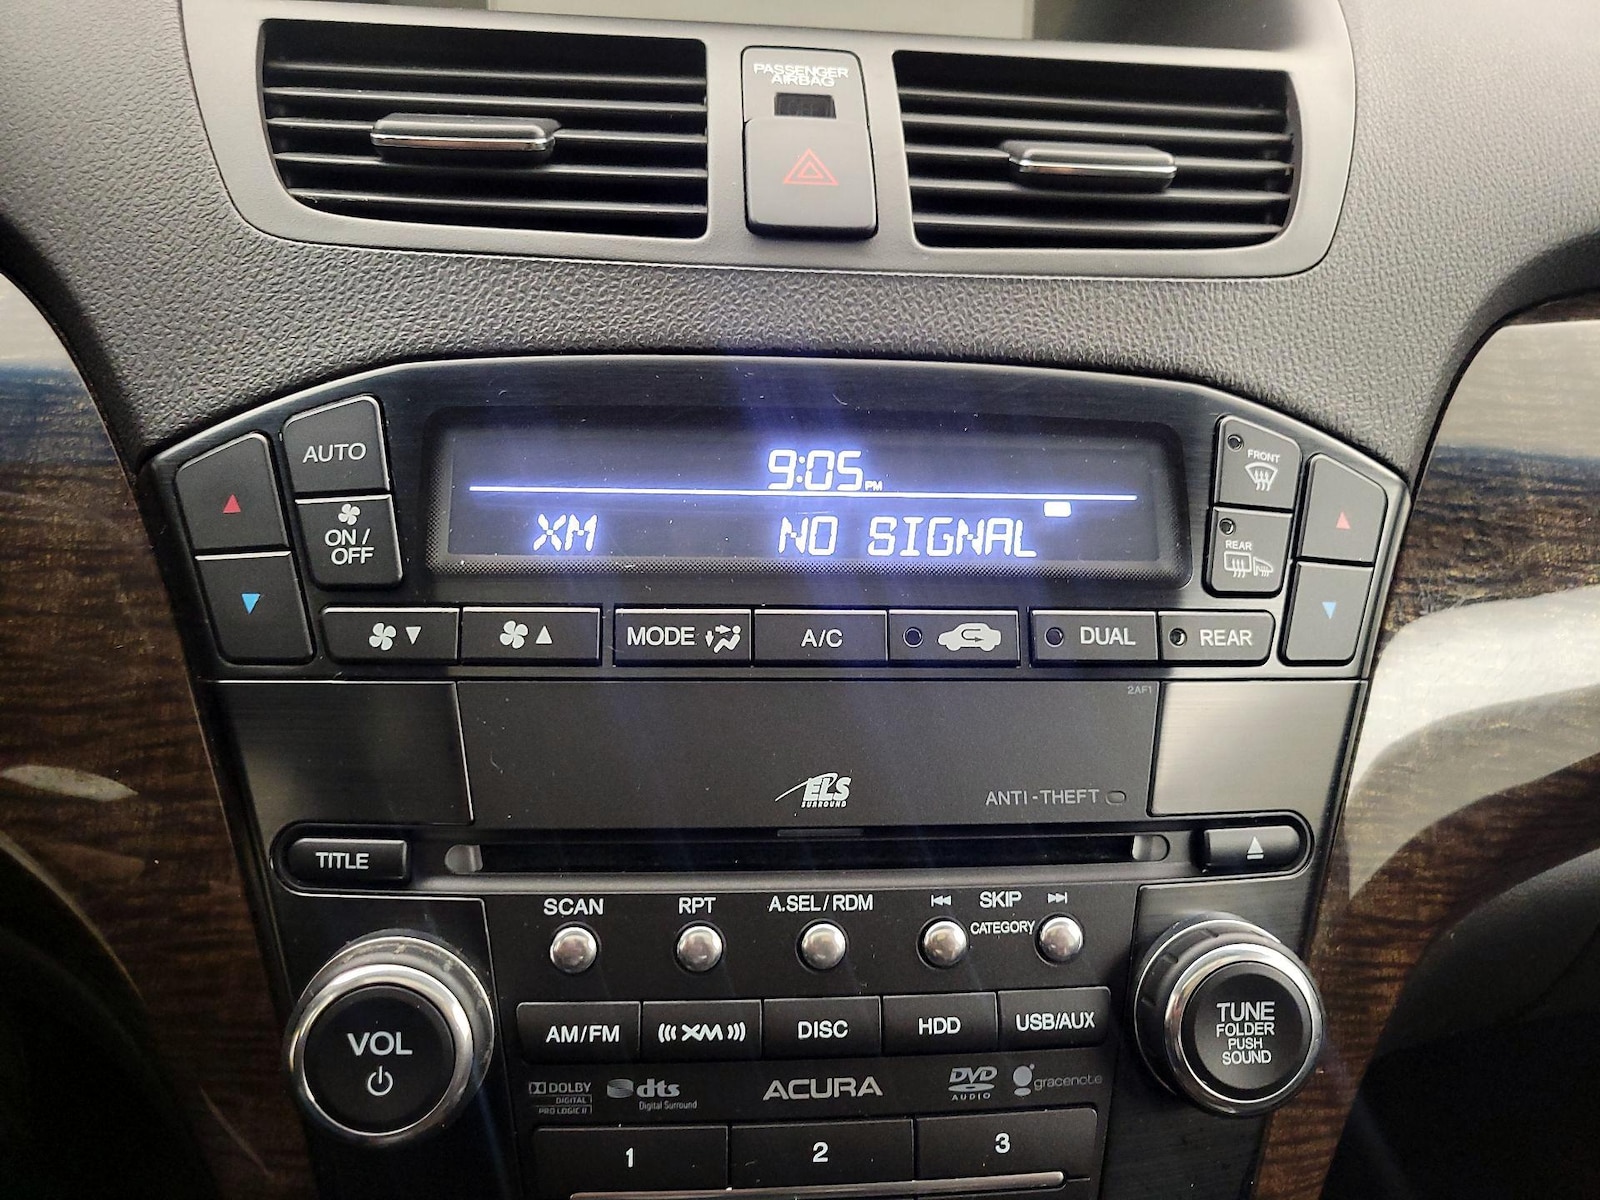 PASSENGER
AIRBAG
AUTO
ON / OFF
9:05 PM
XM NO SIGNAL
FRONT
REAR
MODE
A/C
DUAL
REAR
2AF1
ELS
SURROUND
ANTI-THEFT
TITLE
SCAN
RPT
A.SEL/RDM
SKIP
CATEGORY
VOL
AM/FM
XM
DISC
HDD
USB/AUX
TUNE
FOLDER
PUSH
SOUND
DOLBY
DIGITAL
PRO LOGIC II
dts
Digital Surround
ACURA
DVD
AUDIO
gracenote
1
2
3